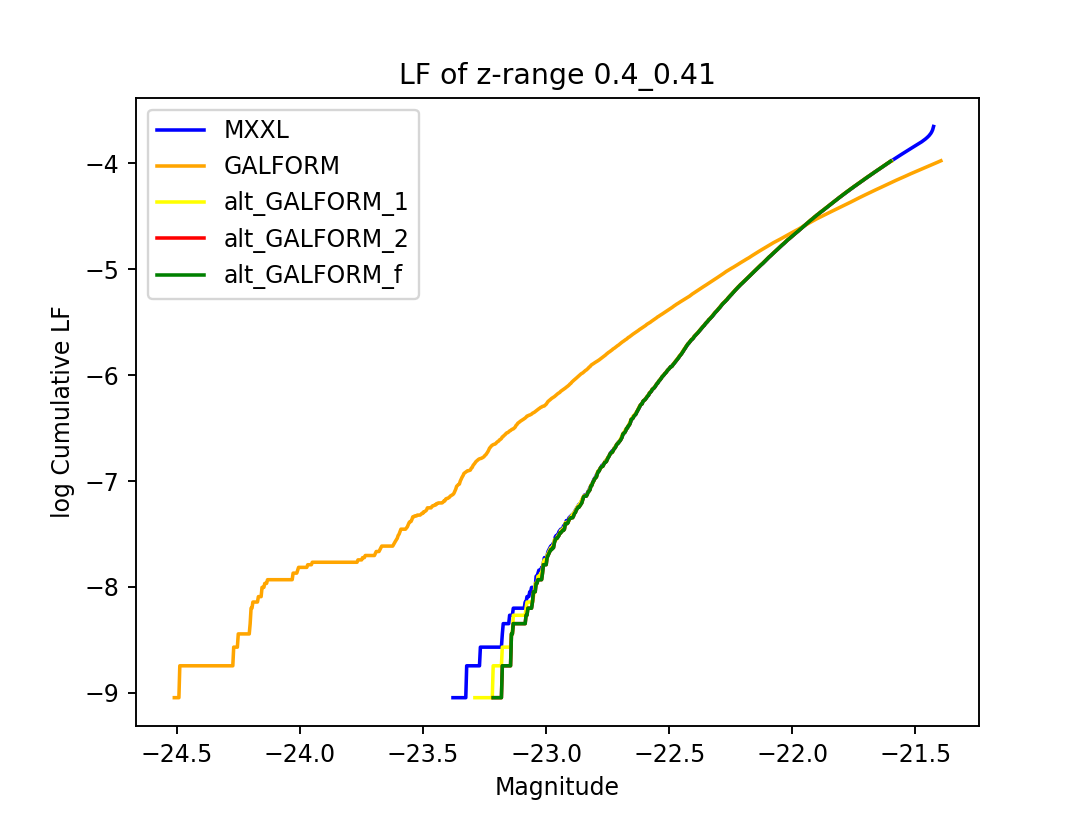 LF of z-range 0.4_0.41
MXXL
GALFORM
alt_GALFORM_1
alt_GALFORM_2
alt_GALFORM_f
log Cumulative LF
−4
−5
−6
−7
−8
−9
−24.5 −24.0 −23.5 −23.0 −22.5 −22.0 −21.5
Magnitude